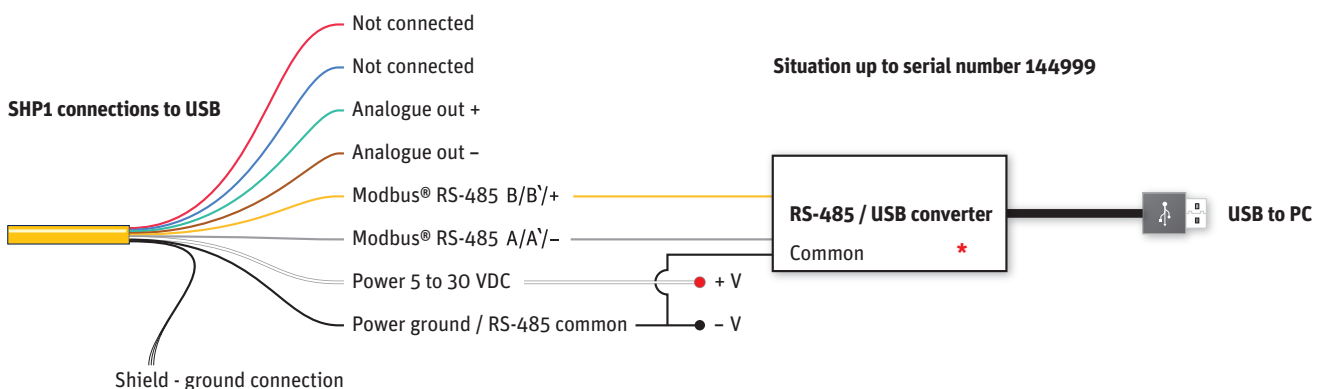 Not connected
Situation up to serial number 144999
Not connected
SHP1 connections to USB
Analogue out +
Analogue out –
Modbus® RS-485 B/B‵/+
RS-485 / USB converter
USB to PC
Modbus® RS-485 A/A‵/–
Common *
Power 5 to 30 VDC
+ V
Power ground / RS-485 common
– V
Shield - ground connection